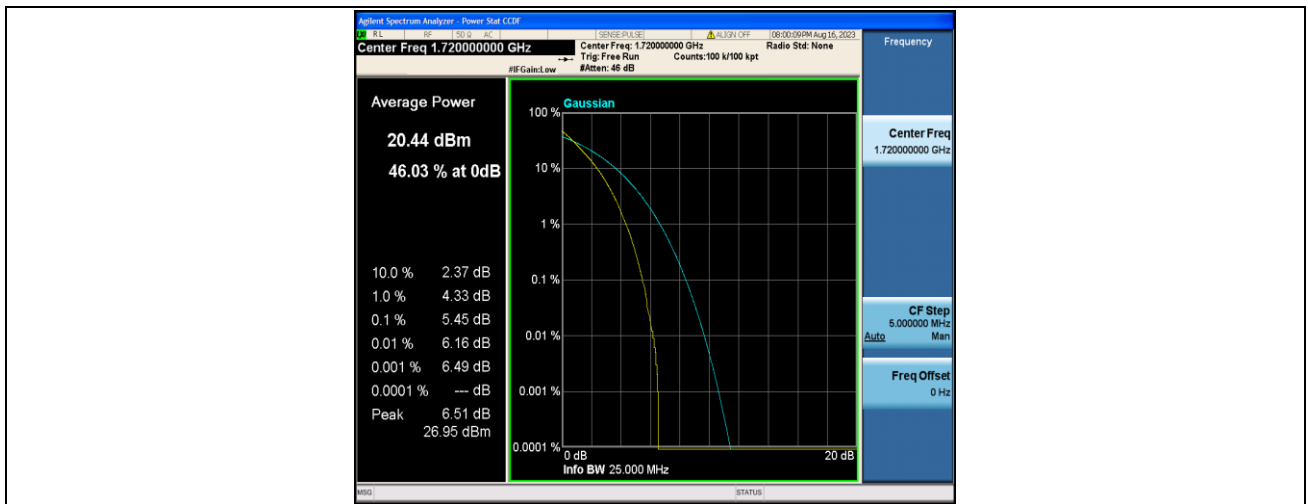 Agilent Spectrum Analyzer - Power Stat CCDF
RL RF 50 Ω AC SENSE:PULSE ALIGN OFF 08:00:09 PM Aug 16, 2023
Center Freq 1.720000000 GHz
Center Freq: 1.720000000 GHz Radio Std: None
Trig: Free Run Counts:100 k/100 kpt
#IFGain:Low #Atten: 46 dB
Average Power
20.44 dBm
46.03 % at 0dB
10.0 % 2.37 dB
1.0 % 4.33 dB
0.1 % 5.45 dB
0.01 % 6.16 dB
0.001 % 6.49 dB
0.0001 % --- dB
Peak 6.51 dB
26.95 dBm
Gaussian
100 %
10 %
1 %
0.1 %
0.01 %
0.001 %
0.0001 %
0 dB 20 dB
Info BW 25.000 MHz
Frequency
Center Freq
1.720000000 GHz
CF Step
5.000000 MHz
Auto Man
Freq Offset
0 Hz
MSG STATUS